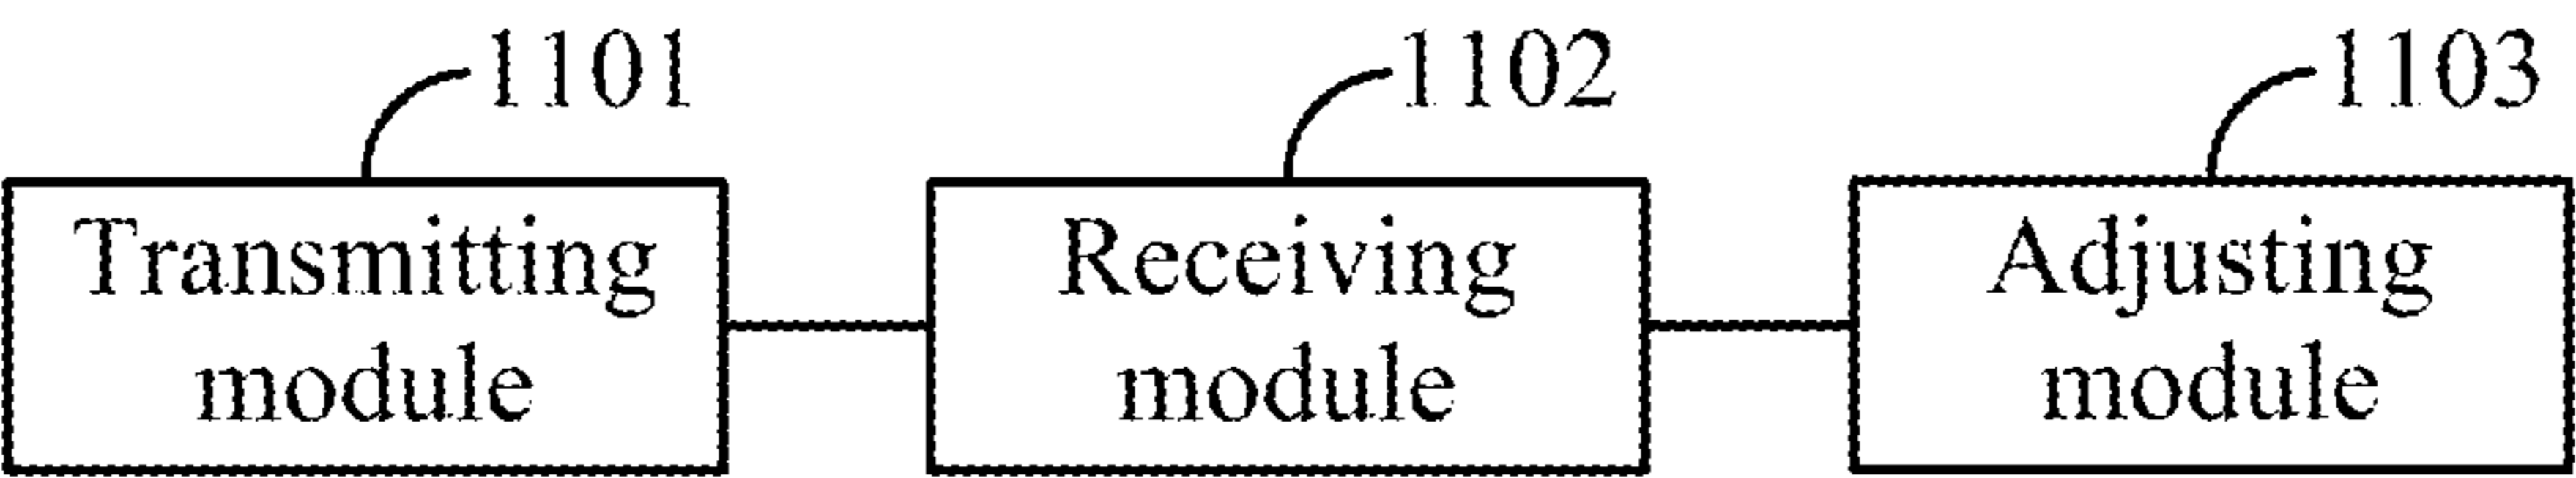 1101
1102
1103
Transmitting
module
Receiving
module
Adjusting
module